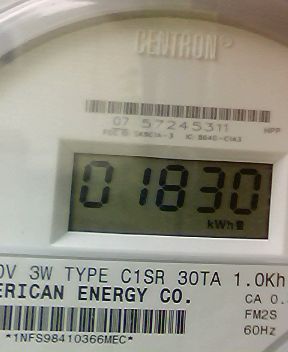 CENTRON®
07 57245311 HPP
01830
kWh
0V 3W TYPE C1SR 30TA 1.0Kh
ERICAN ENERGY CO. CA 0.
FM2S
60Hz
*1NFS98410366MEC*